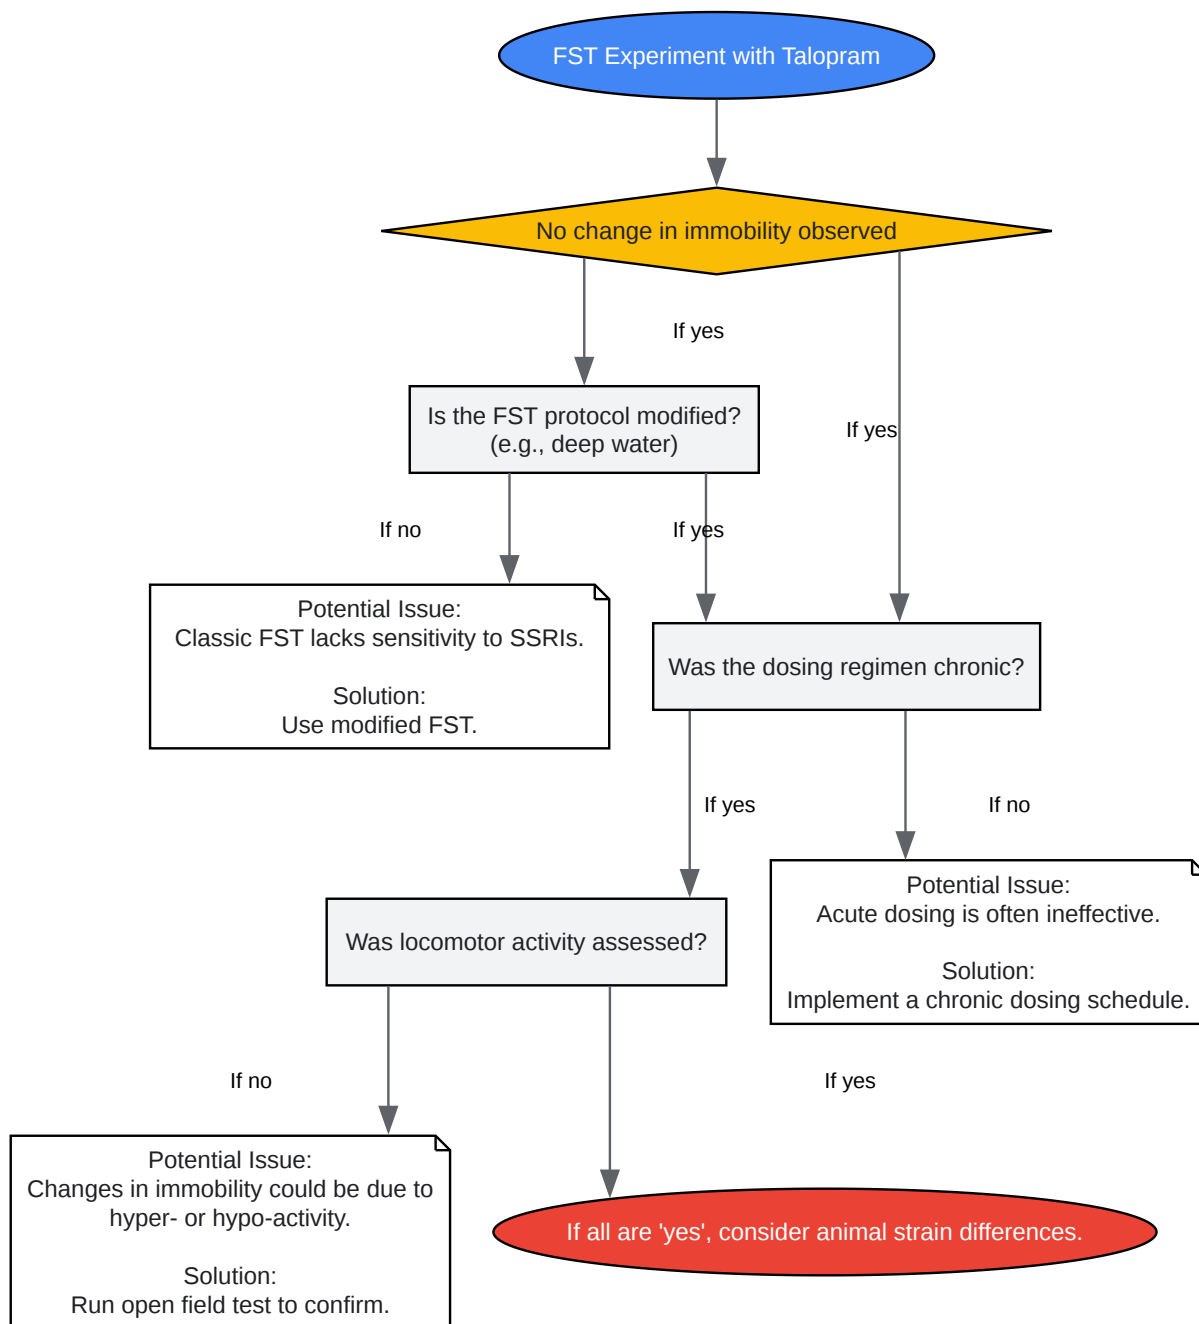 FST Experiment with Talopram
No change in immobility observed
If yes
Is the FST protocol modified?
(e.g., deep water)
If yes
If no
If yes
Potential Issue:
Classic FST lacks sensitivity to SSRIs.
Solution:
Use modified FST.
Was the dosing regimen chronic?
If yes
If no
Potential Issue:
Acute dosing is often ineffective.
Solution:
Implement a chronic dosing schedule.
Was locomotor activity assessed?
If no
If yes
Potential Issue:
Changes in immobility could be due to
hyper- or hypo-activity.
Solution:
Run open field test to confirm.
If all are 'yes', consider animal strain differences.